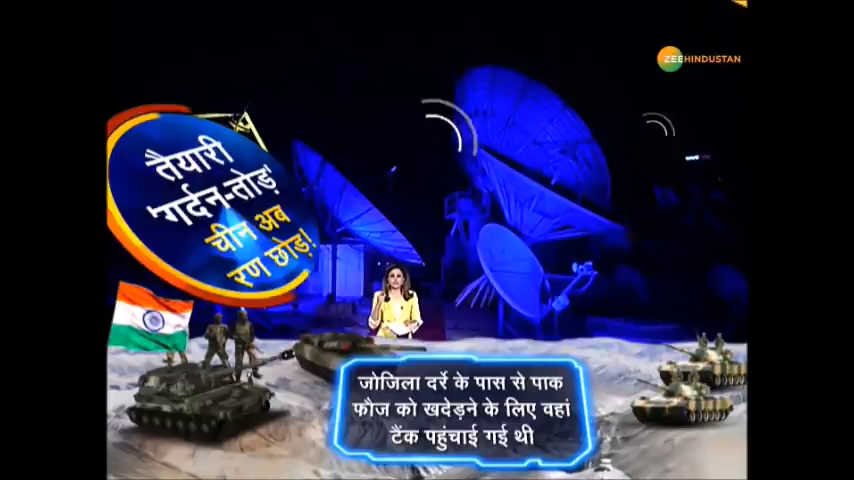 ZEEHINDUSTAN
तैयारी
'गर्दन-तोड़'
चीन अब
रण छोड़!
जोजिला दर्रे के पास से पाक
फौज को खदेड़ने के लिए वहां
टैंक पहुंचाई गई थी